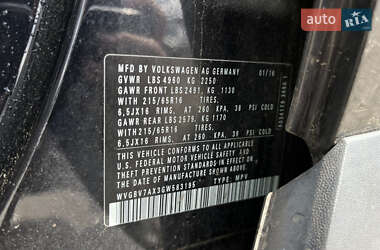 auto RIA.com
MFD BY VOLKSWAGEN AG GERMANY 01/16
GVWR LBS 4960 KG 2250
GAWR FRONT LBS 2491 KG 1130
WITH 215/65R16 TIRES.
6,5JX16 RIMS, AT 260 KPA, 38 PSI COLD
GAWR REAR LBS 2579 KG 1170
WITH 215/65R16 TIRES.
6,5JX16 RIMS, AT 260 KPA, 38 PSI COLD
THIS VEHICLE CONFORMS TO ALL
APPLICABLE FEDERAL MOTOR VEHICLE
SAFETY, BUMPER, AND THEFT
PREVENTION STANDARDS IN EFFECT ON
THE DATE OF MANUFACTURE SHOWN ABOVE.
WVGBV7AX3GW583195 TYPE: MPV